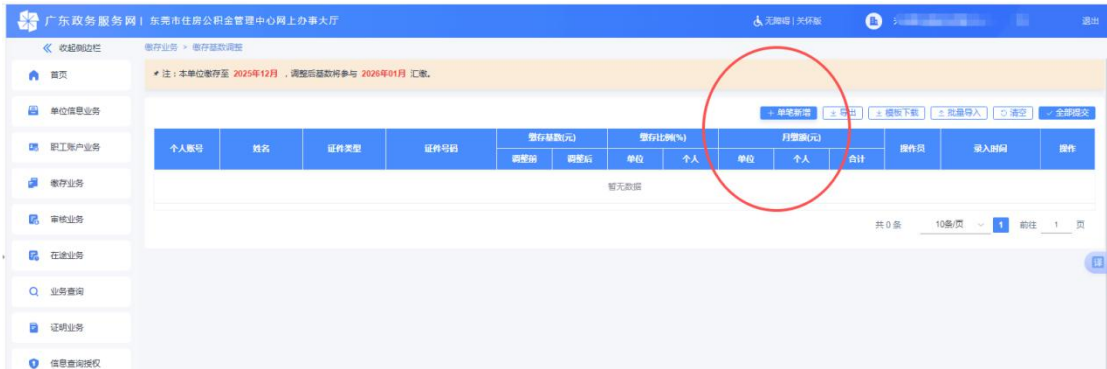 广东政务服务网 | 东莞市住房公积金管理中心网上办事大厅
无障碍 | 关怀版
退出
收起侧边栏
缴存业务 > 缴存基数调整
首页
* 注：本单位缴存至 2025年12月 ，调整后基数将参与 2026年01月 汇缴。
单位信息业务
+ 单笔新增 导出 模板下载 批量导入 清空 全部提交
职工账户业务
个人账号 姓名 证件类型 证件号码 缴存基数(元) 缴存比例(%) 月缴额(元) 操作员 录入时间 操作
调整前 调整后 单位 个人 单位 个人 合计
缴存业务
暂无数据
审核业务
共 0 条 10条/页 1 前往 1 页
在途业务
业务查询
证明业务
信息查询授权